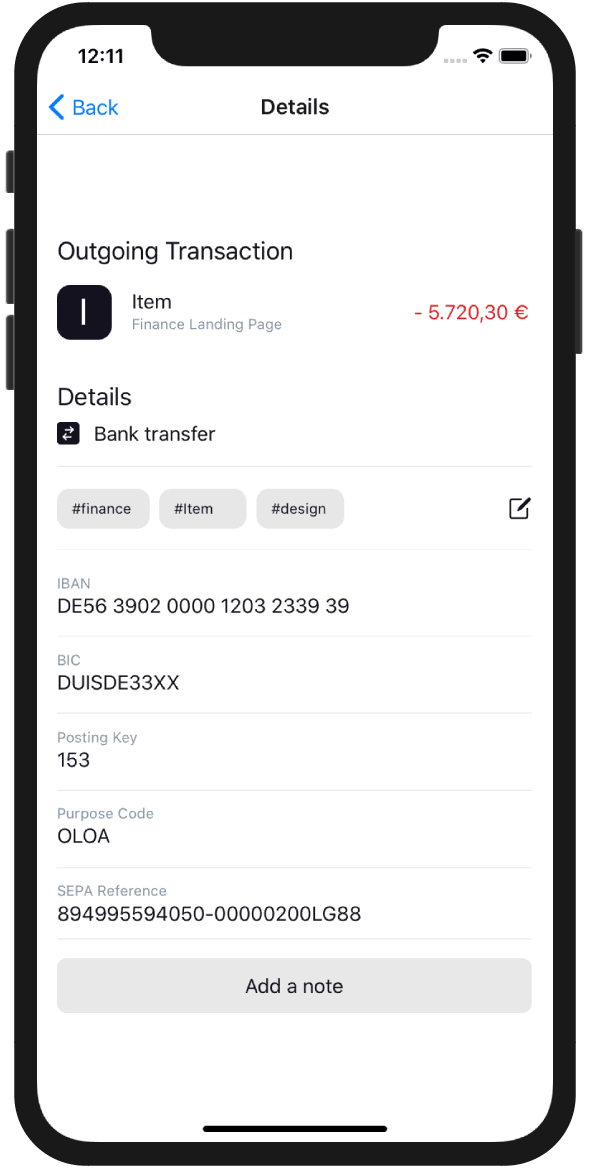 12:11
Back Details
Outgoing Transaction
I Item
Finance Landing Page
- 5.720,30 €
Details
Bank transfer
#finance #Item #design
IBAN
DE56 3902 0000 1203 2339 39
BIC
DUISDE33XX
Posting Key
153
Purpose Code
OLOA
SEPA Reference
894995594050-00000200LG88
Add a note